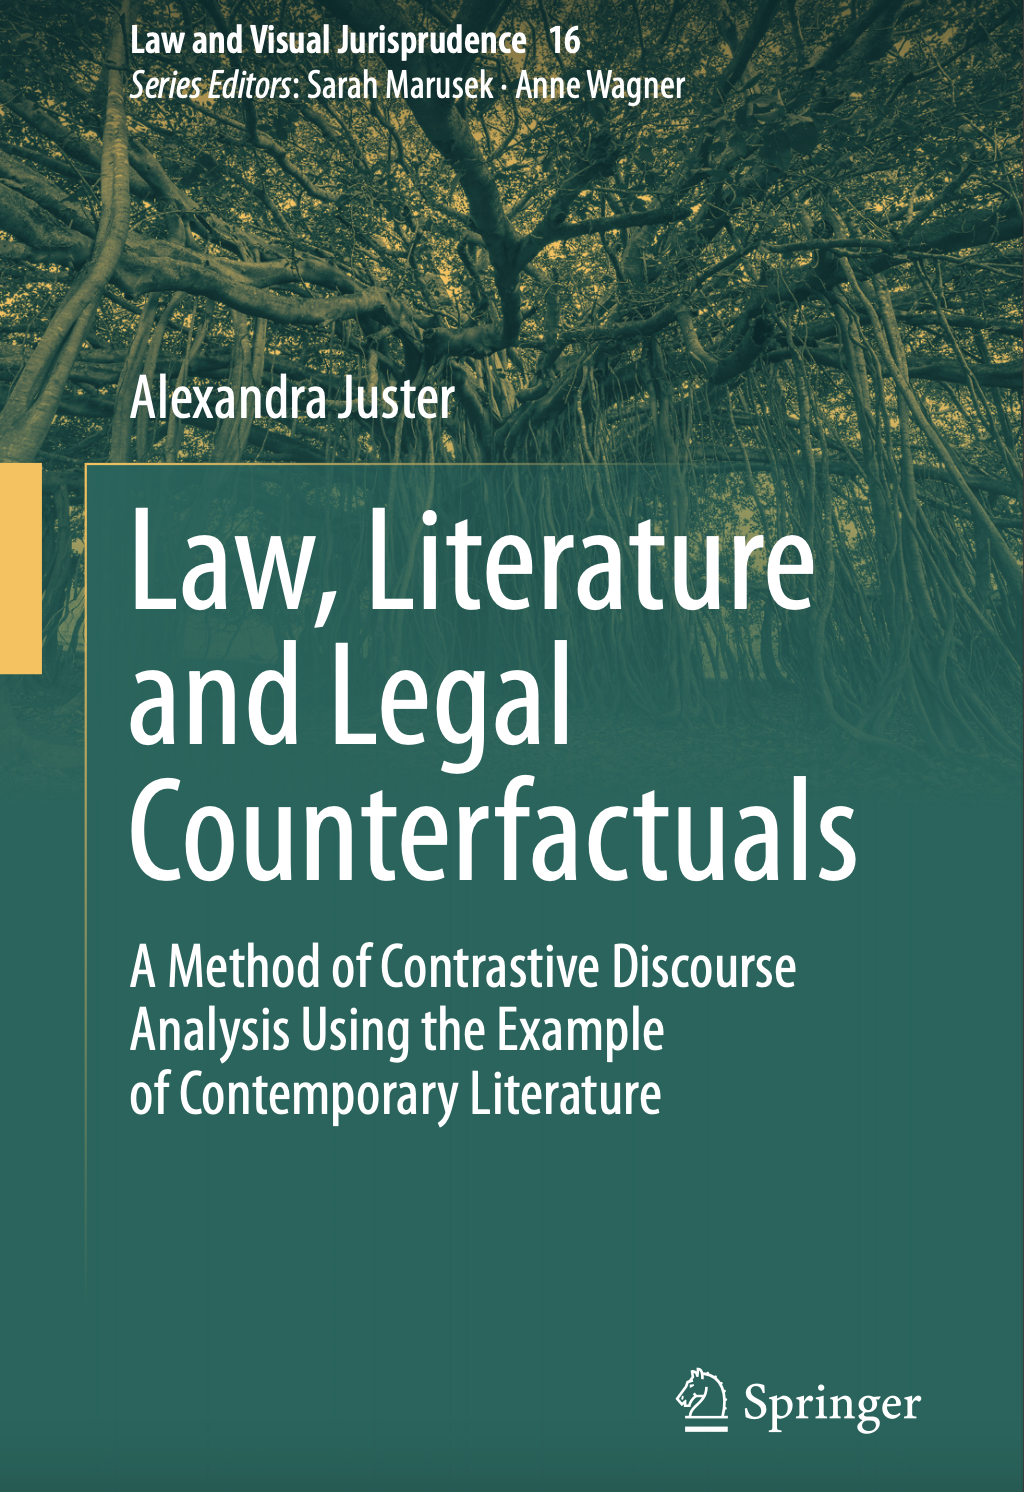 Law and Visual Jurisprudence 16
Series Editors: Sarah Marusek · Anne Wagner
Alexandra Juster
Law, Literature
and Legal
Counterfactuals
A Method of Contrastive Discourse
Analysis Using the Example
of Contemporary Literature
Springer